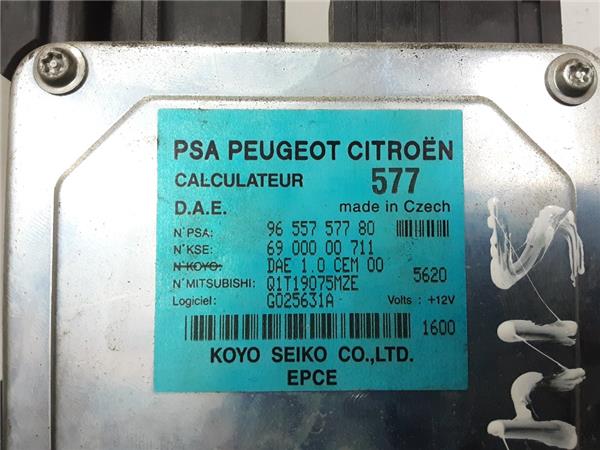 PSA PEUGEOT CITROËN
CALCULATEUR 577
D.A.E. made in Czech
N°PSA: 96 557 577 80
N°KSE: 69 000 00 711
N°KOYO: DAE 1.0 CEM 00 5620
N°MITSUBISHI: Q1T19075MZE
Logiciel: G025631A Volts : +12V
1600
KOYO SEIKO CO.,LTD.
EPCE